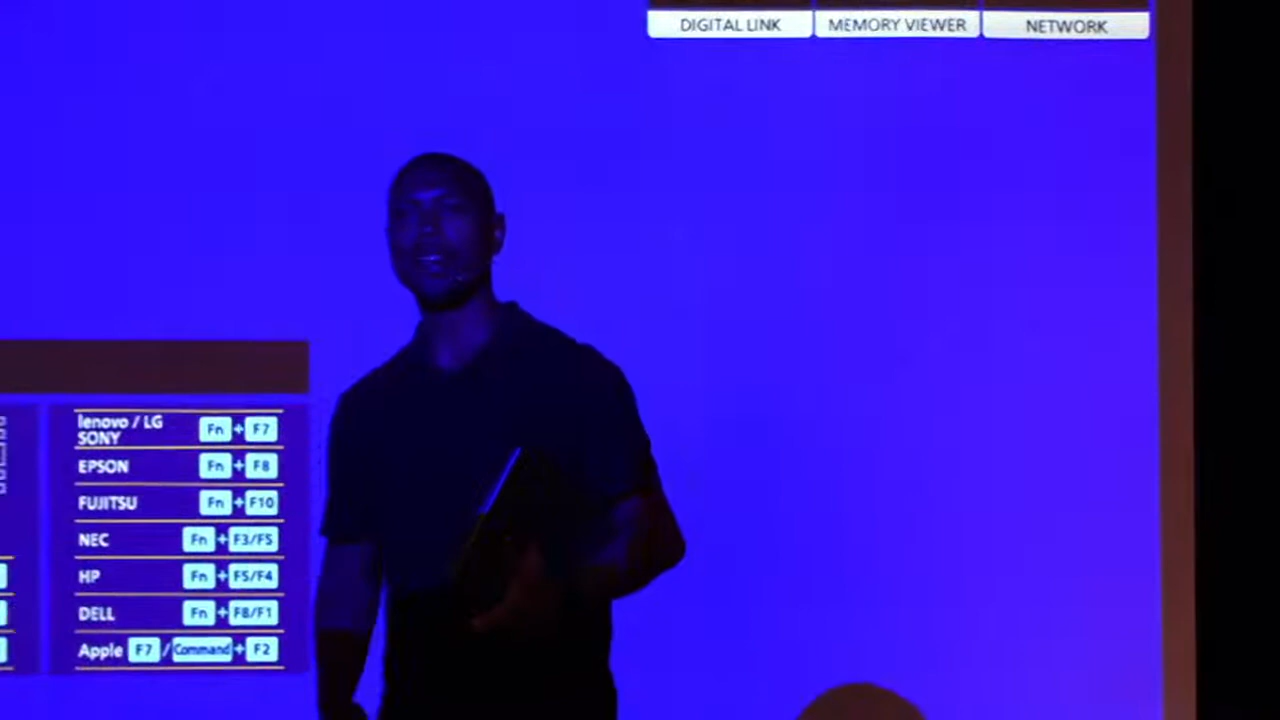 DIGITAL LINK MEMORY VIEWER NETWORK
lenovo / LG
SONY Fn + F7
EPSON Fn + F8
FUJITSU Fn + F10
NEC Fn + F3/F5
HP Fn + F5/F4
DELL Fn + F8/F1
Apple F7 / Command + F2